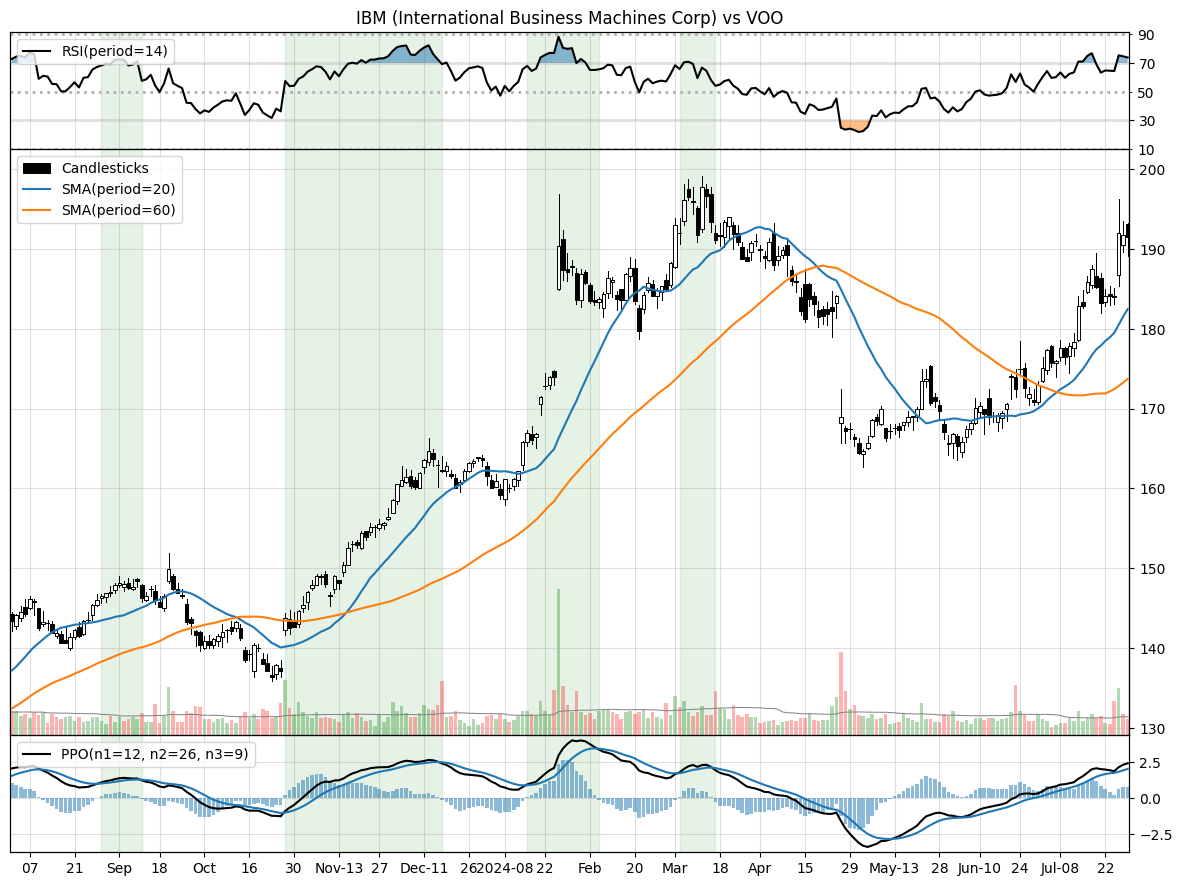 IBM (International Business Machines Corp) vs VOO
RSI(period=14)
90
70
50
30
10
Candlesticks
SMA(period=20)
SMA(period=60)
200
190
180
170
160
150
140
130
PPO(n1=12, n2=26, n3=9)
2.5
0.0
−2.5
07 21 Sep 18 Oct 16 30 Nov-13 27 Dec-11 26 2024-08 22 Feb 20 Mar 18 Apr 15 29 May-13 28 Jun-10 24 Jul-08 22